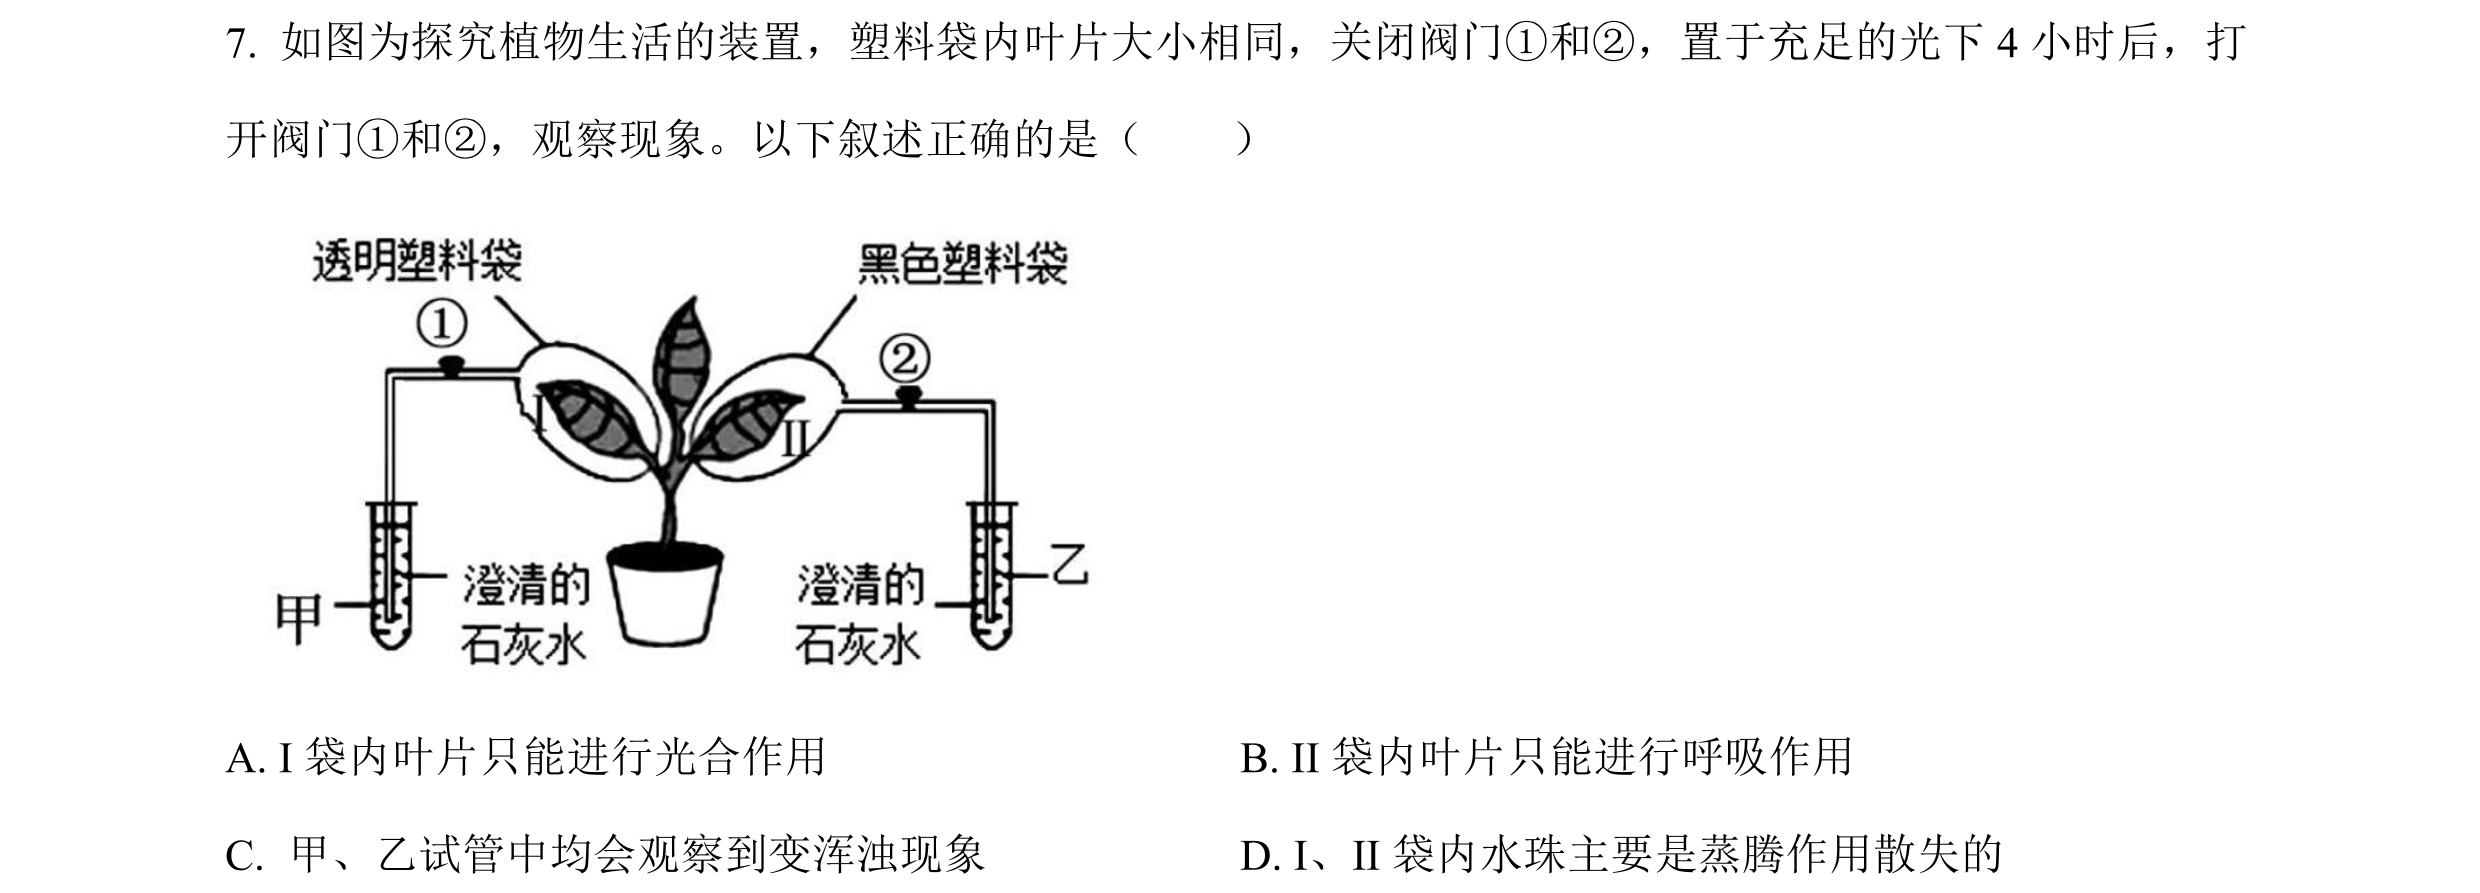 7. 如图为探究植物生活的装置，塑料袋内叶片大小相同，关闭阀门①和②，置于充足的光下 4 小时后，打
开阀门①和②，观察现象。以下叙述正确的是（　　）
透明塑料袋
黑色塑料袋
①
②
I
II
甲
澄清的
石灰水
澄清的
石灰水
乙
A. I 袋内叶片只能进行光合作用
B. II 袋内叶片只能进行呼吸作用
C. 甲、乙试管中均会观察到变浑浊现象
D. I、II 袋内水珠主要是蒸腾作用散失的